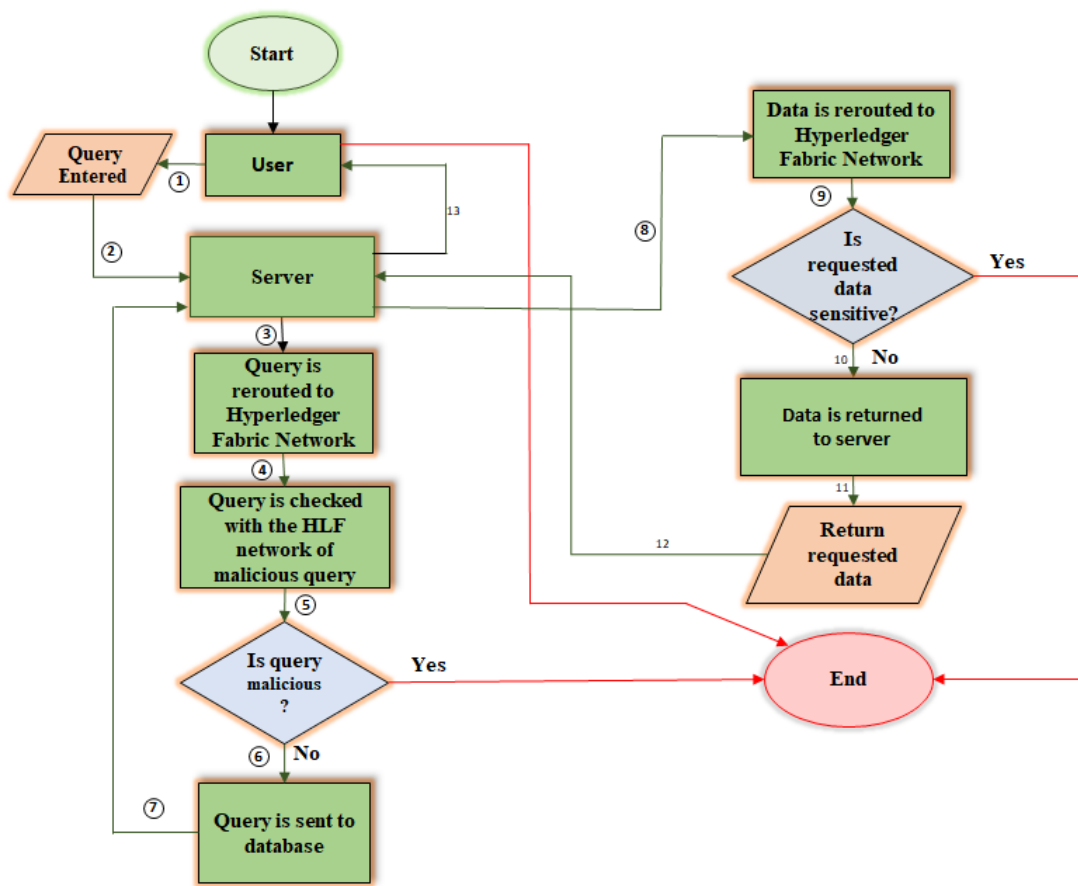 Start
User
①
Query
Entered
②
13
Server
③
Query is
rerouted to
Hyperledger
Fabric Network
④
Query is checked
with the HLF
network of
malicious query
⑤
Is query
malicious
?
Yes
⑥
No
Query is sent to
database
⑦
⑧
Data is rerouted to
Hyperledger
Fabric Network
⑨
Is
requested
data
sensitive?
Yes
10
No
Data is returned
to server
11
Return
requested
data
12
End